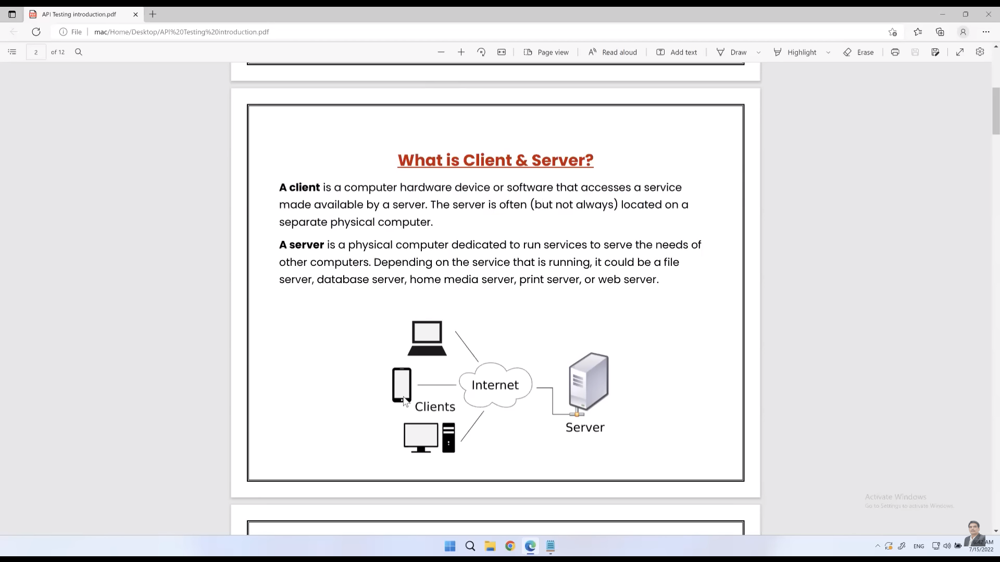 API Testing introduction.pdf
File mac/Home/Desktop/API%20Testing%20introduction.pdf
2 of 12 Page view Read aloud Add text Draw Highlight Erase
What is Client & Server?
A client is a computer hardware device or software that accesses a service
made available by a server. The server is often (but not always) located on a
separate physical computer.
A server is a physical computer dedicated to run services to serve the needs of
other computers. Depending on the service that is running, it could be a file
server, database server, home media server, print server, or web server.
Internet
Clients
Server
Activate Windows
Go to Settings to activate Windows.
ENG
6:42 AM
7/15/2022